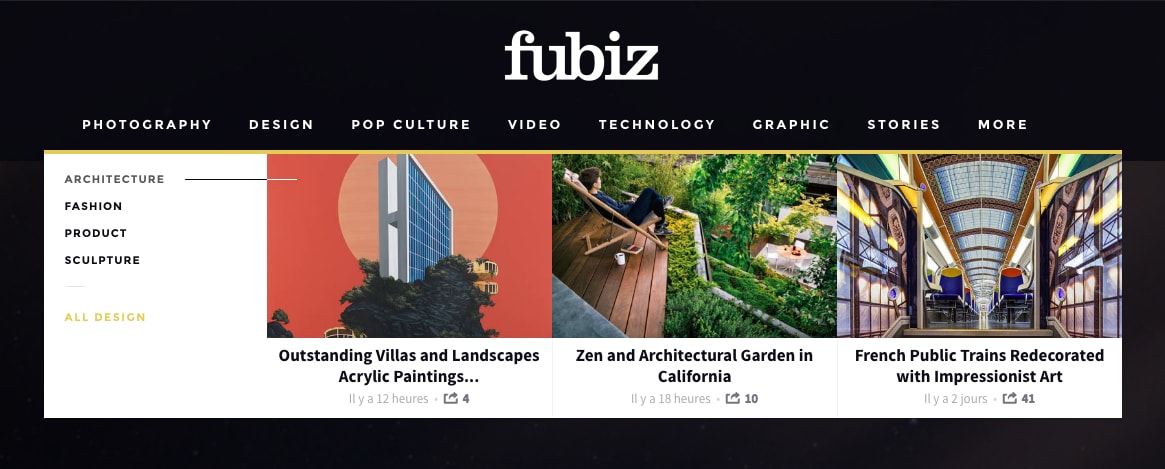 fubiz
PHOTOGRAPHY DESIGN POP CULTURE VIDEO TECHNOLOGY GRAPHIC STORIES MORE
ARCHITECTURE
FASHION
PRODUCT
SCULPTURE
ALL DESIGN
Outstanding Villas and Landscapes
Acrylic Paintings...
Il y a 12 heures • 4
Zen and Architectural Garden in
California
Il y a 18 heures • 10
French Public Trains Redecorated
with Impressionist Art
Il y a 2 jours • 41